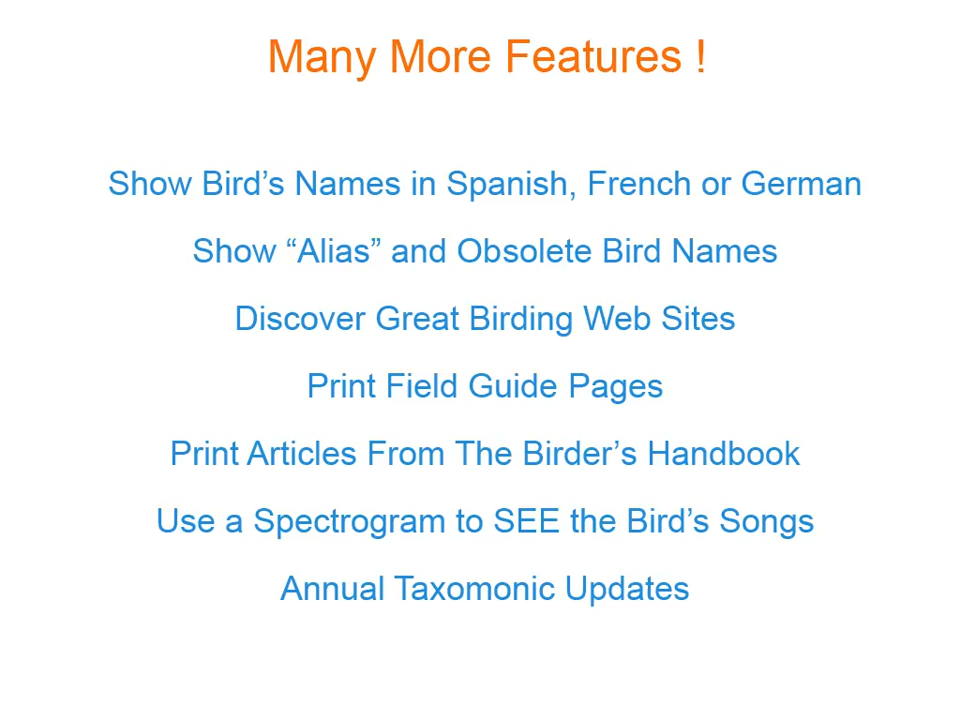 Many More Features !
Show Bird’s Names in Spanish, French or German
Show “Alias” and Obsolete Bird Names
Discover Great Birding Web Sites
Print Field Guide Pages
Print Articles From The Birder’s Handbook
Use a Spectrogram to SEE the Bird’s Songs
Annual Taxomonic Updates